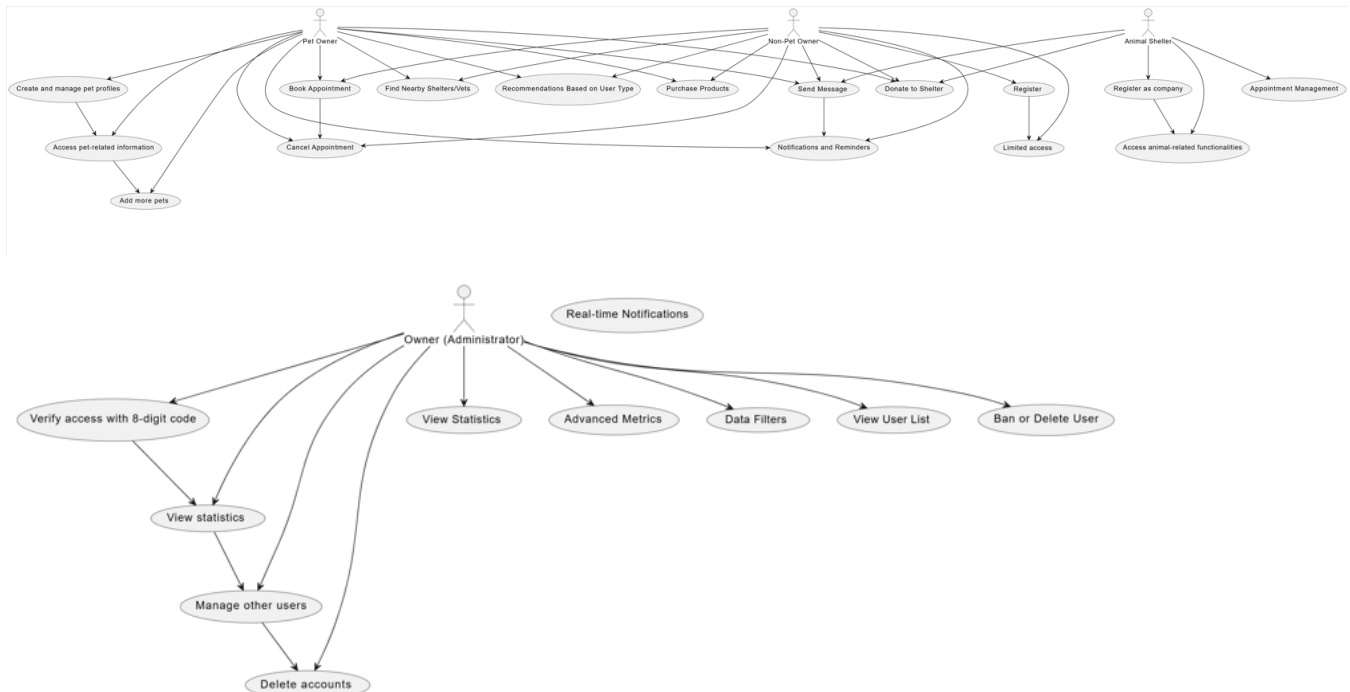 Pet Owner
Non-Pet Owner
Animal Shelter
Create and manage pet profiles
Book Appointment
Find Nearby Shelters/Vets
Recommendations Based on User Type
Purchase Products
Send Message
Donate to Shelter
Register
Register as company
Appointment Management
Access pet-related information
Cancel Appointment
Notifications and Reminders
Limited access
Access animal-related functionalities
Add more pets
Real-time Notifications
Owner (Administrator)
Verify access with 8-digit code
View Statistics
Advanced Metrics
Data Filters
View User List
Ban or Delete User
View statistics
Manage other users
Delete accounts